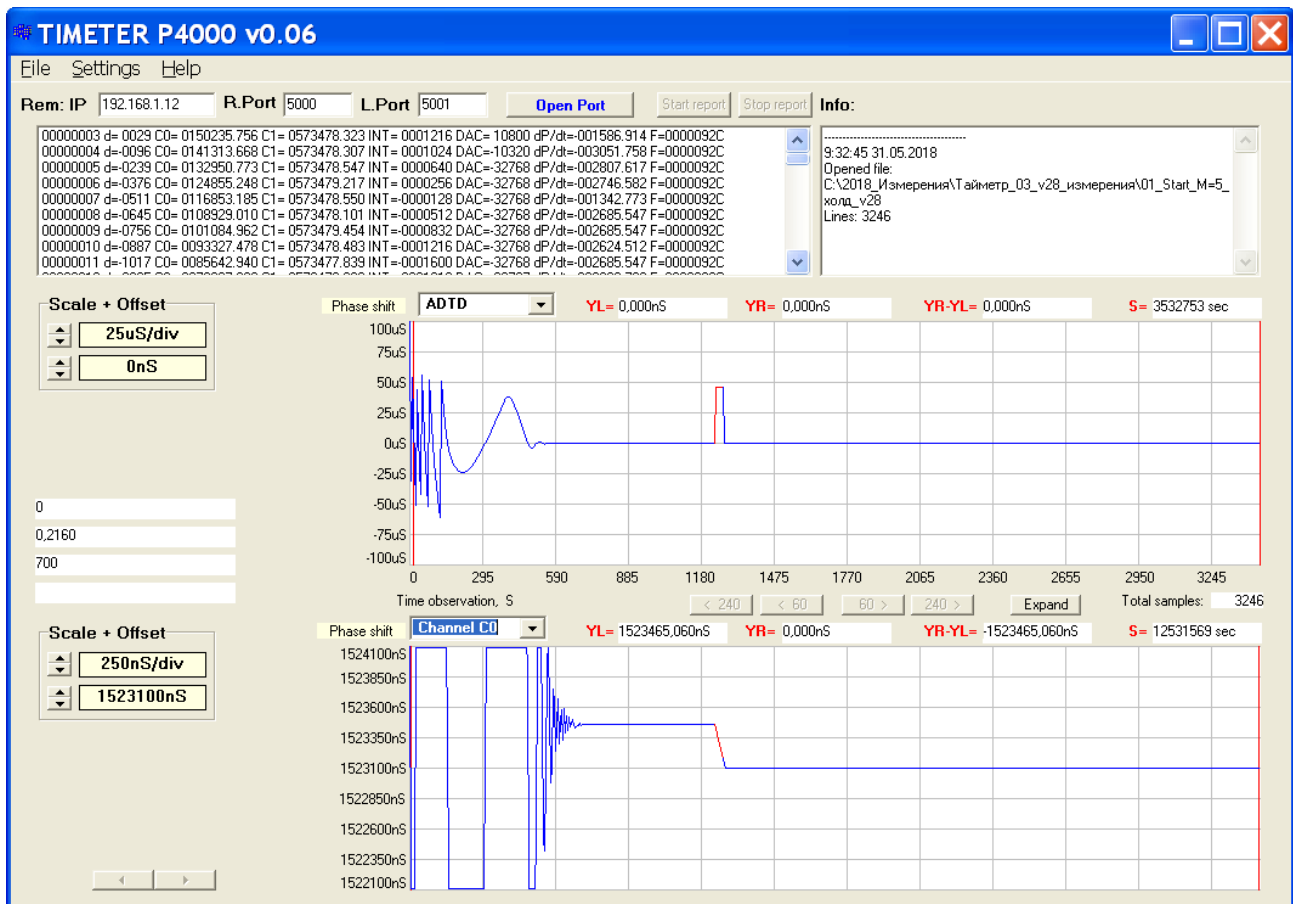 TIMETER P4000 v0.06
File Settings Help
Rem: IP 192.168.1.12 R.Port 5000 L.Port 5001 Open Port Start report Stop report Info:
00000003 d= 0029 C0= 0150235.756 C1= 0573478.323 INT= 0001216 DAC= 10800 dP/dt=-001586.914 F=0000092C
00000004 d=-0096 C0= 0141313.668 C1= 0573478.307 INT= 0001024 DAC=-10320 dP/dt=-003051.758 F=0000092C
00000005 d=-0239 C0= 0132950.773 C1= 0573478.547 INT= 0000640 DAC=-32768 dP/dt=-002807.617 F=0000092C
00000006 d=-0376 C0= 0124855.248 C1= 0573479.217 INT= 0000256 DAC=-32768 dP/dt=-002746.582 F=0000092C
00000007 d=-0511 C0= 0116853.185 C1= 0573478.550 INT=-0000128 DAC=-32768 dP/dt=-001342.773 F=0000092C
00000008 d=-0645 C0= 0108929.010 C1= 0573478.101 INT=-0000512 DAC=-32768 dP/dt=-002685.547 F=0000092C
00000009 d=-0756 C0= 0101084.962 C1= 0573479.454 INT=-0000832 DAC=-32768 dP/dt=-002685.547 F=0000092C
00000010 d=-0887 C0= 0093327.478 C1= 0573478.483 INT=-0001216 DAC=-32768 dP/dt=-002624.512 F=0000092C
00000011 d=-1017 C0= 0085642.940 C1= 0573477.839 INT=-0001600 DAC=-32768 dP/dt=-002685.547 F=0000092C
9:32:45 31.05.2018
Opened file:
C:\2018_Измерения\Тайметр_03_v28_измерения\01_Start_M=5_
холд_v28
Lines: 3246
Scale + Offset
25uS/div
0nS
Phase shift ADTD YL= 0,000nS YR= 0,000nS YR-YL= 0,000nS S= 3532753 sec
100uS
75uS
50uS
25uS
0uS
-25uS
-50uS
-75uS
-100uS
0 295 590 885 1180 1475 1770 2065 2360 2655 2950 3245
0
0,2160
700
Time observation, S < 240 < 60 60 > 240 > Expand Total samples: 3246
Scale + Offset
250nS/div
1523100nS
Phase shift Channel C0 YL= 1523465,060nS YR= 0,000nS YR-YL= -1523465,060nS S= 12531569 sec
1524100nS
1523850nS
1523600nS
1523350nS
1523100nS
1522850nS
1522600nS
1522350nS
1522100nS